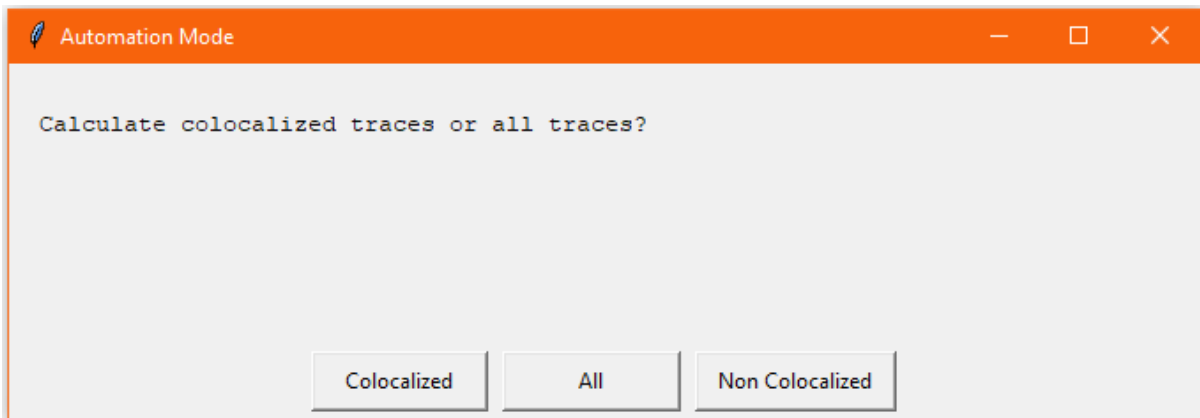 Automation Mode
Calculate colocalized traces or all traces?
Colocalized All Non Colocalized